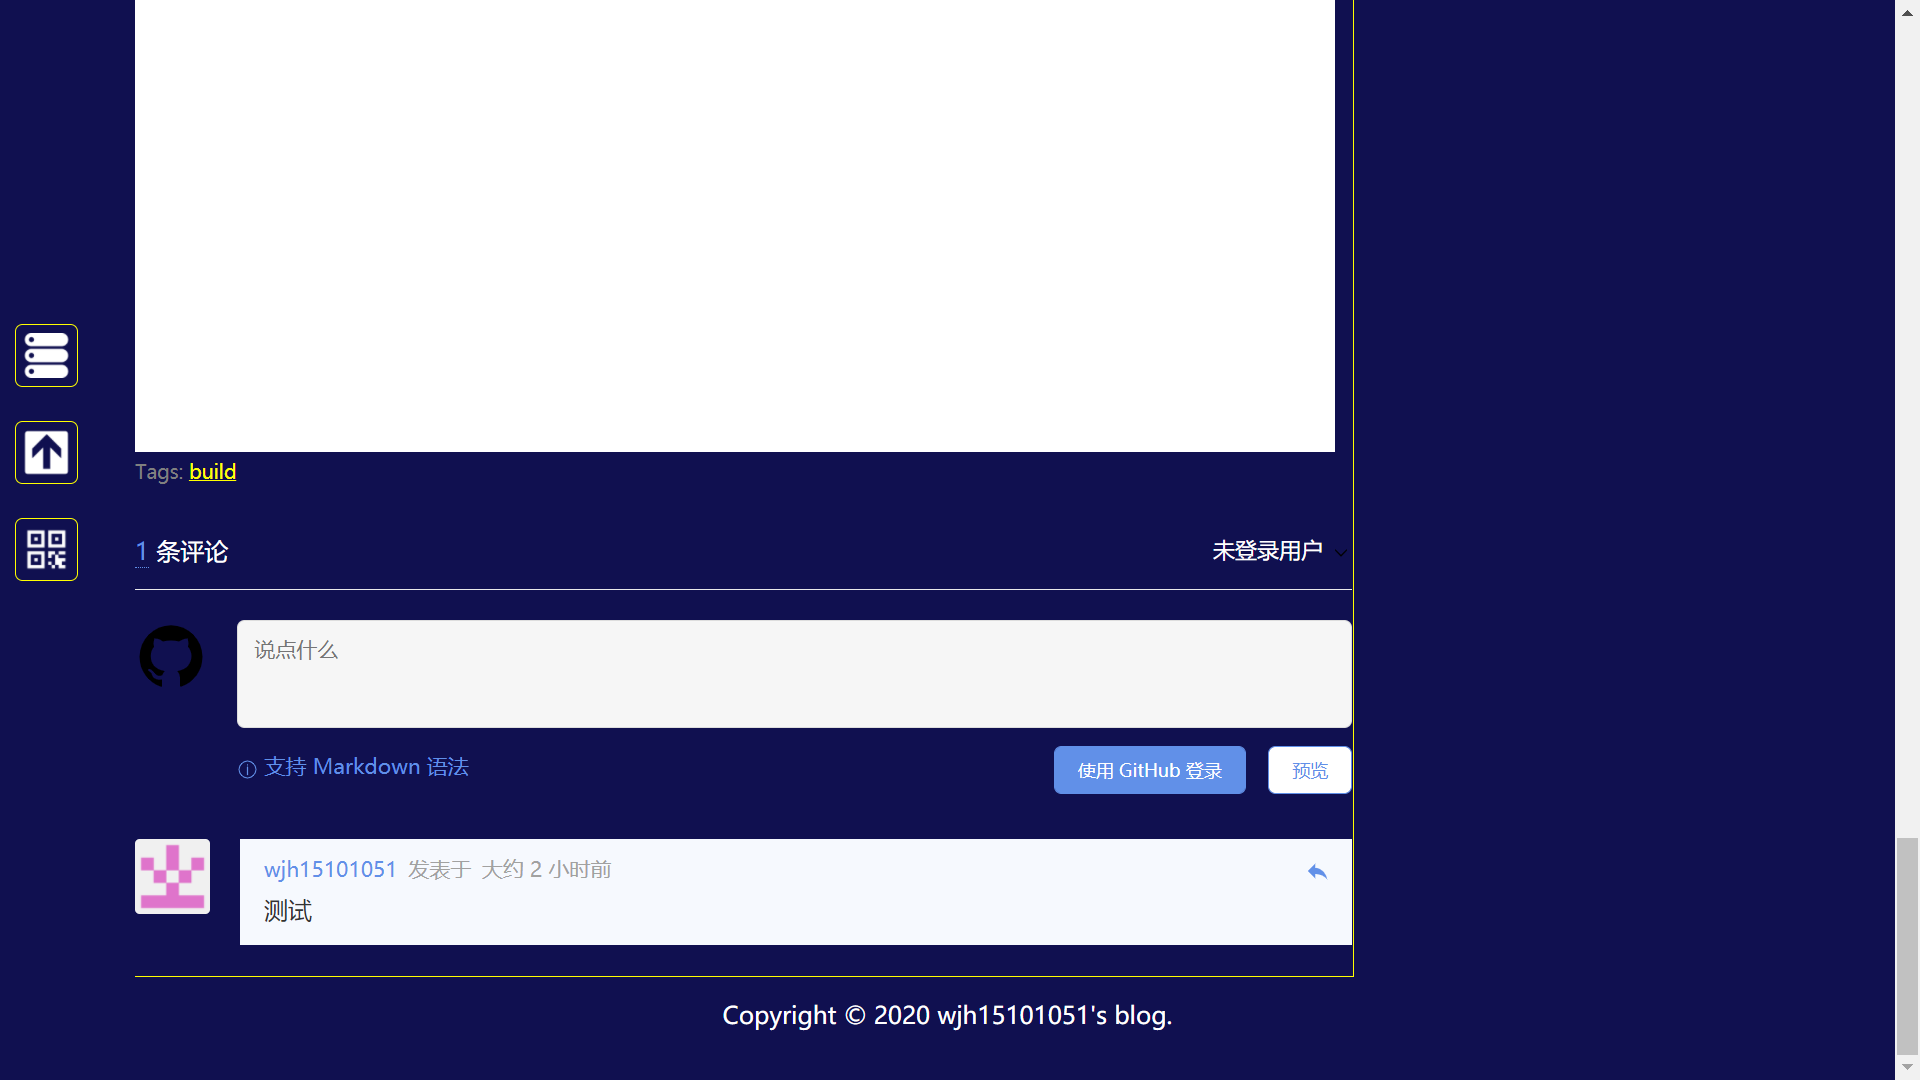 Tags: build
1 条评论
未登录用户
说点什么
支持 Markdown 语法
使用 GitHub 登录
预览
wjh15101051 发表于 大约 2 小时前
测试
Copyright © 2020 wjh15101051's blog.